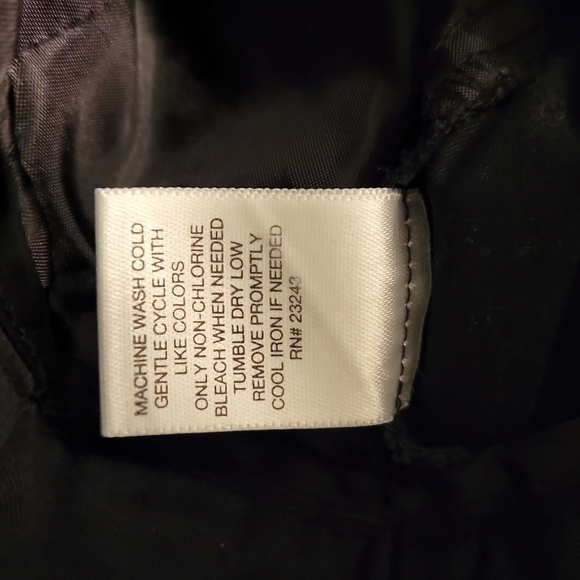 MACHINE WASH COLD
GENTLE CYCLE WITH
LIKE COLORS
ONLY NON-CHLORINE
BLEACH WHEN NEEDED
TUMBLE DRY LOW
REMOVE PROMPTLY
COOL IRON IF NEEDED
RN# 23243